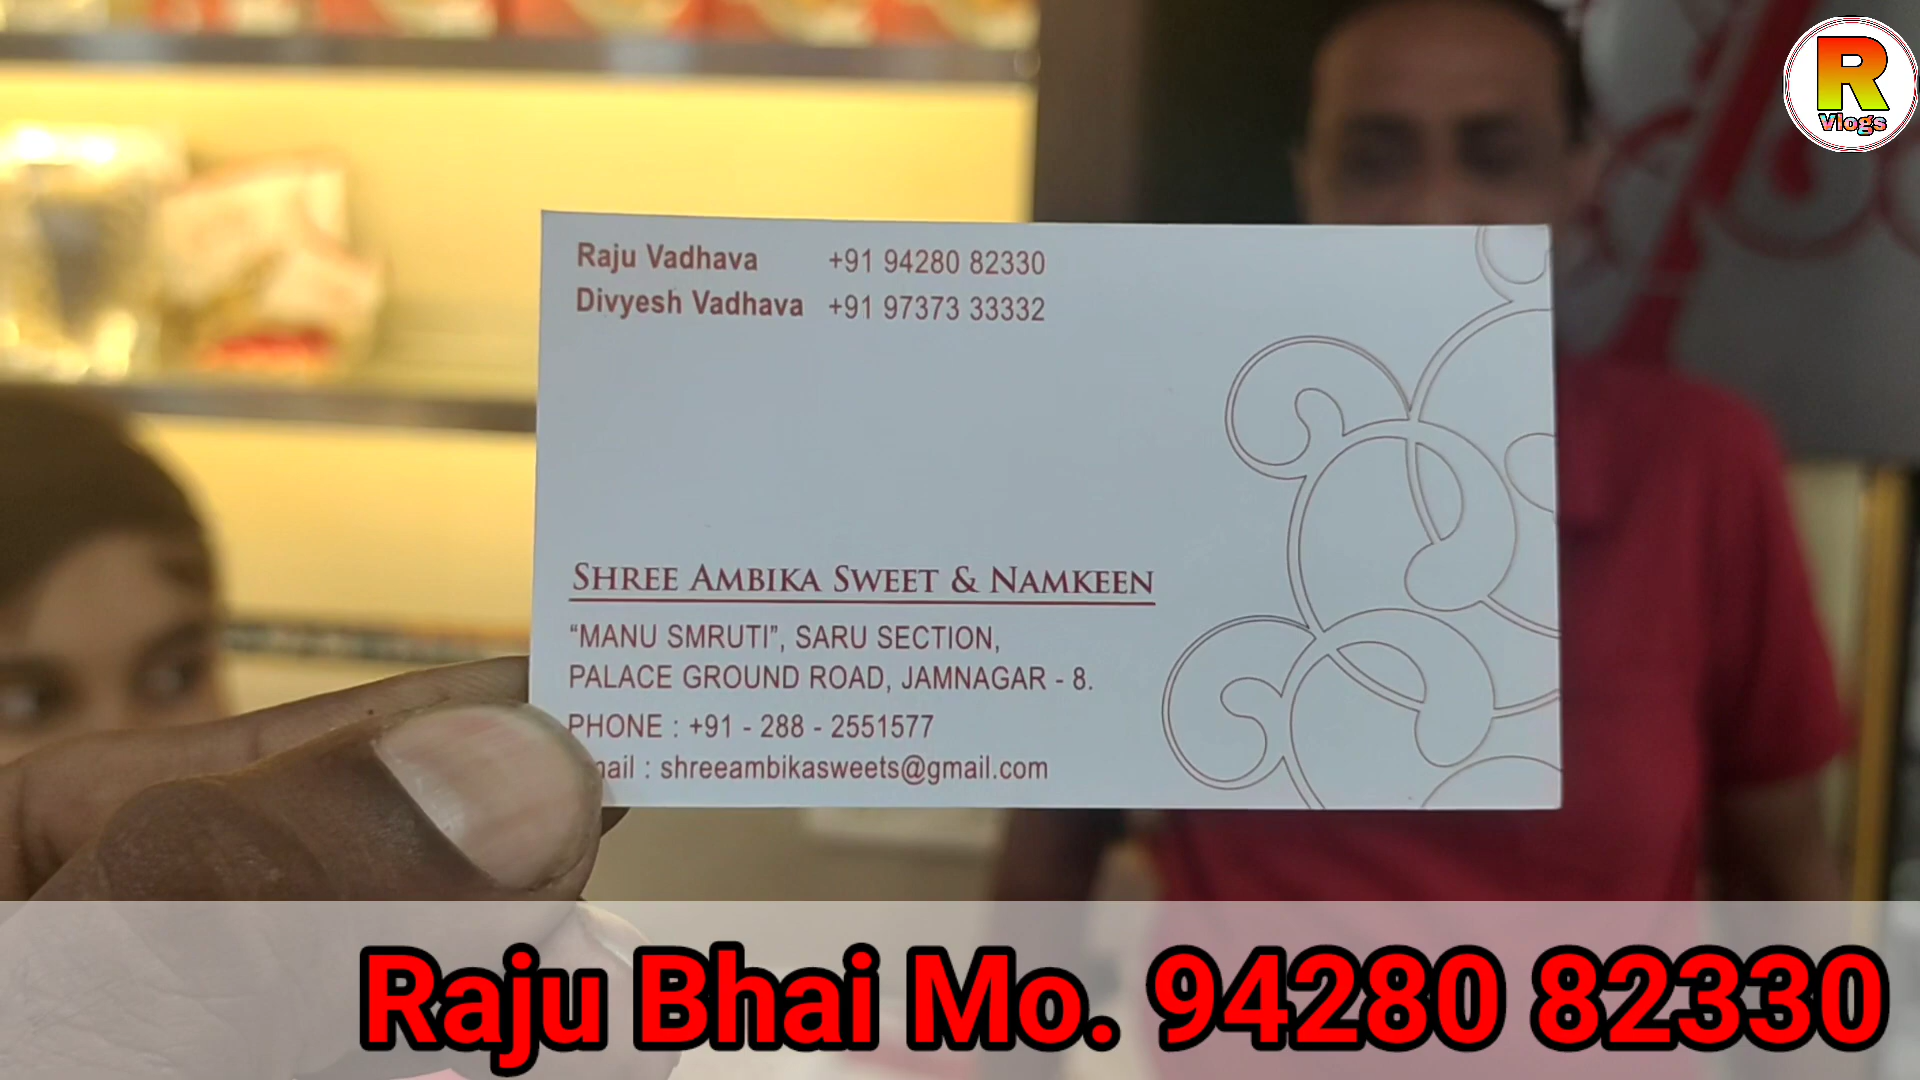 R
Vlogs
Raju Vadhava +91 94280 82330
Divyesh Vadhava +91 97373 33332
SHREE AMBIKA SWEET & NAMKEEN
“MANU SMRUTI”, SARU SECTION,
PALACE GROUND ROAD, JAMNAGAR - 8.
PHONE : +91 - 288 - 2551577
mail : shreeambikasweets@gmail.com
Raju Bhai Mo. 94280 82330